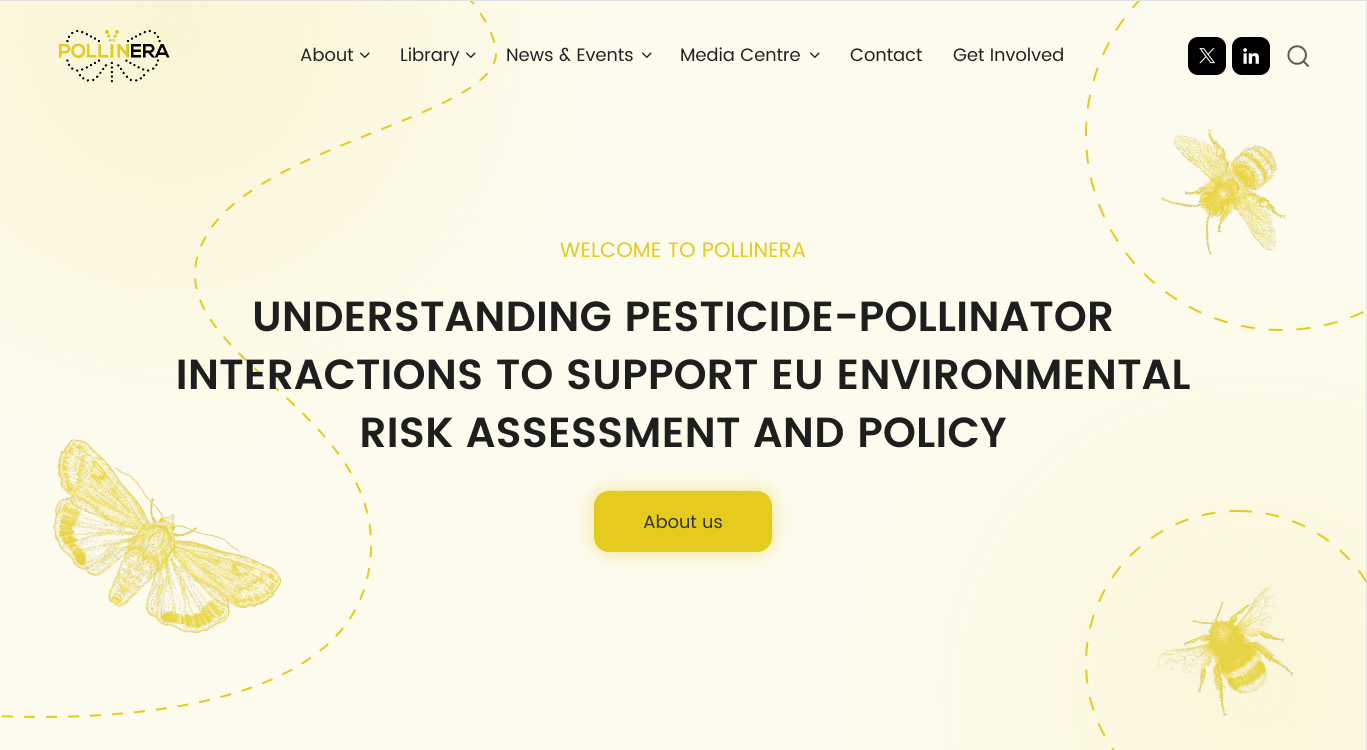 POLLINERA
About
Library
News & Events
Media Centre
Contact
Get Involved
X
in
WELCOME TO POLLINERA
UNDERSTANDING PESTICIDE-POLLINATOR
INTERACTIONS TO SUPPORT EU ENVIRONMENTAL
RISK ASSESSMENT AND POLICY
About us